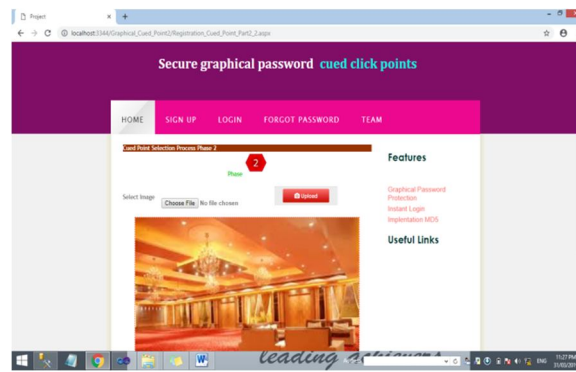 Project
localhost:3344/Graphical_Cued_Point2/Registration_Cued_Point_Part2_2.aspx
Secure graphical password cued click points
HOME SIGN UP LOGIN FORGOT PASSWORD TEAM
Cued Point Selection Process Phase 2
2
Phase
Select Image Choose File No file chosen Upload
Features
Graphical Password
Protection
Instant Login
Implentation MD5
Useful Links
leading achievers
ENG 11:27 PM